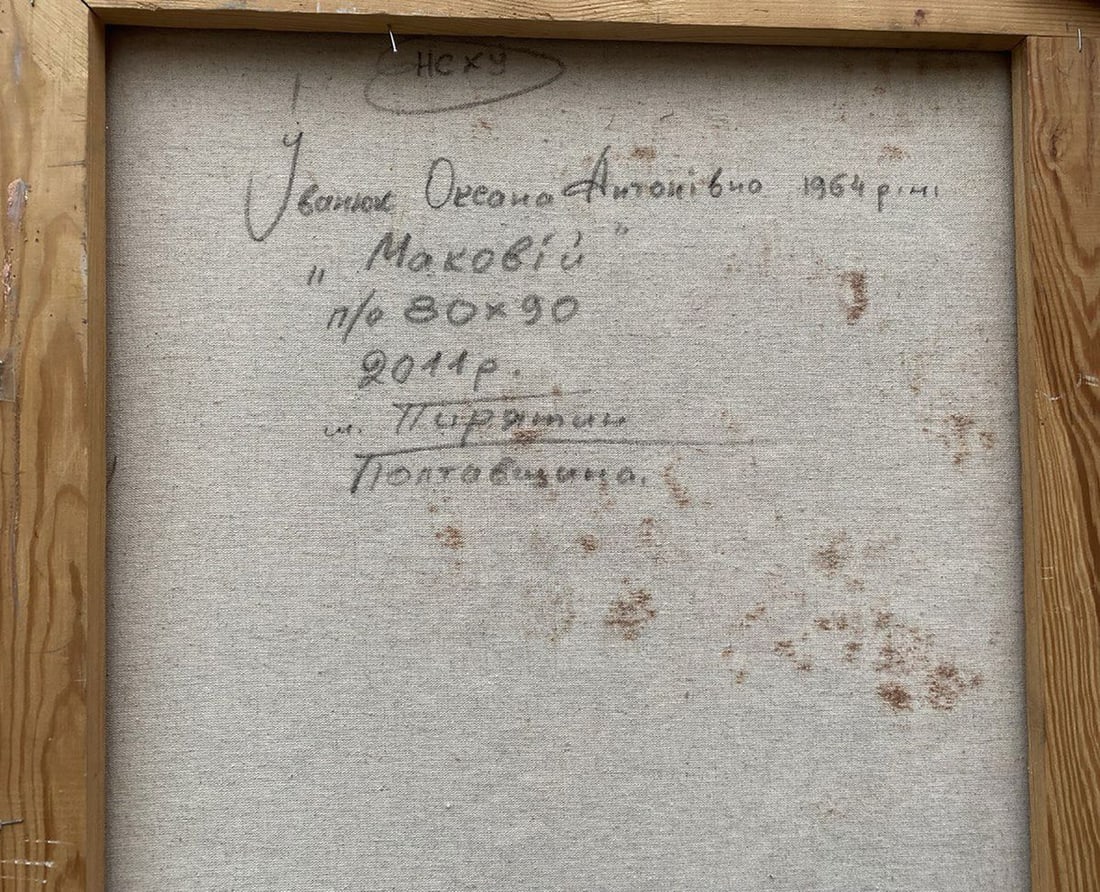 НСХУ
Іванюк Оксана Антонівна 1964 р.н.
"Маковій"
п/о 80×90
2011р.
м. Пирятин
Полтавщина.